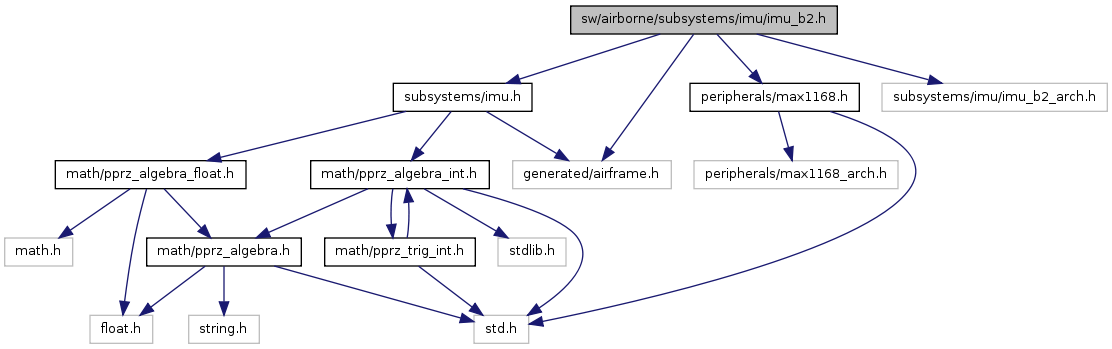 sw/airborne/subsystems/imu/imu_b2.h
subsystems/imu.h
peripherals/max1168.h
subsystems/imu/imu_b2_arch.h
math/pprz_algebra_float.h
math/pprz_algebra_int.h
generated/airframe.h
peripherals/max1168_arch.h
math.h
math/pprz_algebra.h
math/pprz_trig_int.h
stdlib.h
float.h
string.h
std.h